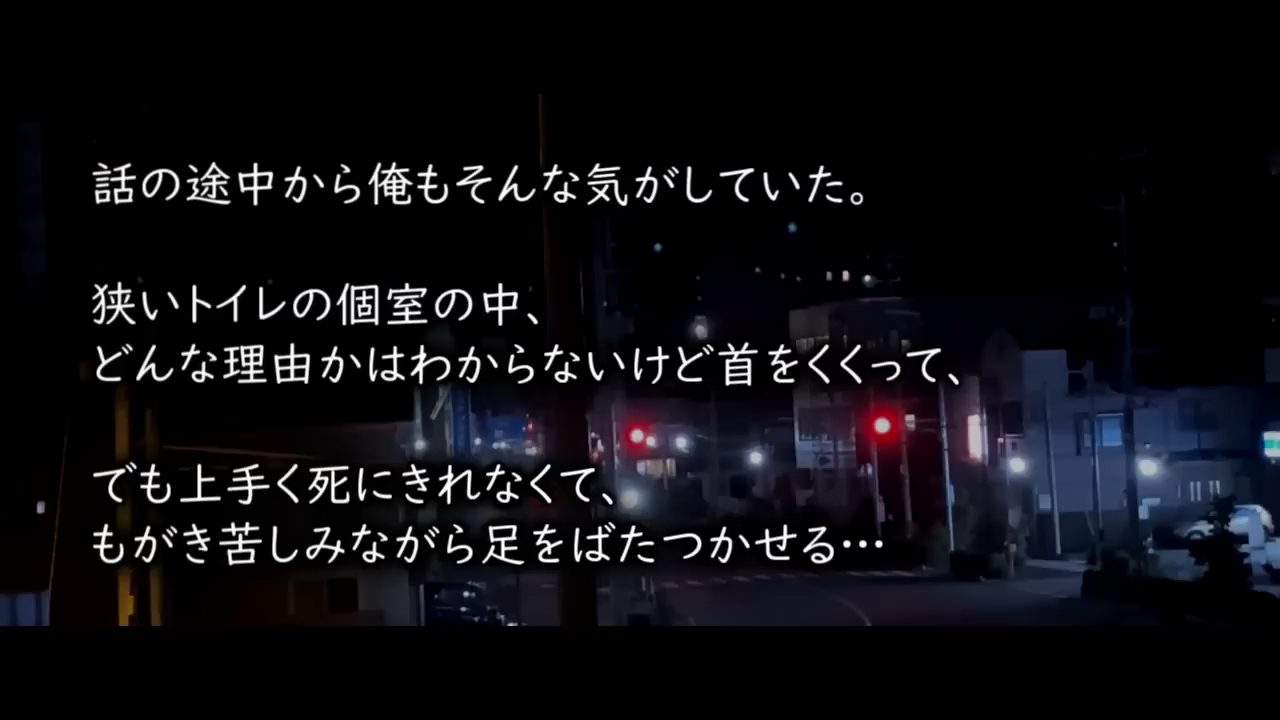 話の途中から俺もそんな気がしていた。
狭いトイレの個室の中、
どんな理由かはわからないけど首をくくって、
でも上手く死にきれなくて、
もがき苦しみながら足をばたつかせる…